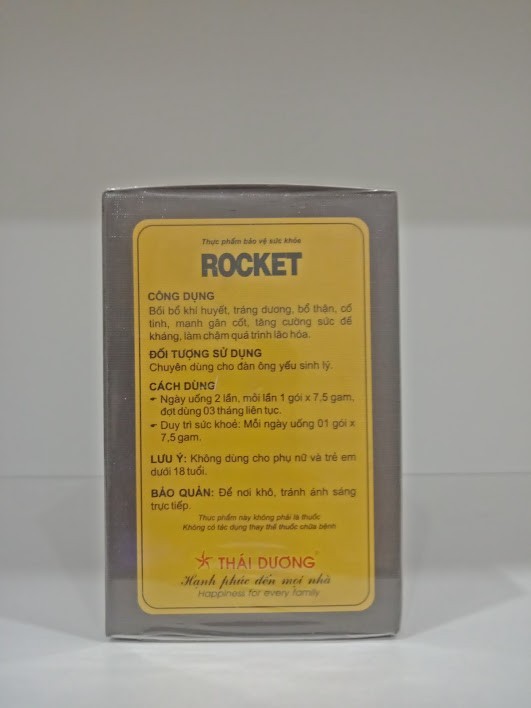 Thực phẩm bảo vệ sức khỏe
ROCKET
CÔNG DỤNG
Bồi bổ khí huyết, tráng dương, bổ thận, cố
tinh, mạnh gân cốt, tăng cường sức đề
kháng, làm chậm quá trình lão hóa.
ĐỐI TƯỢNG SỬ DỤNG
Chuyên dùng cho đàn ông yếu sinh lý.
CÁCH DÙNG
Ngày uống 2 lần, mỗi lần 1 gói x 7,5 gam,
đợt dùng 03 tháng liên tục.
Duy trì sức khoẻ: Mỗi ngày uống 01 gói x
7,5 gam.
LƯU Ý: Không dùng cho phụ nữ và trẻ em
dưới 18 tuổi.
BẢO QUẢN: Để nơi khô, tránh ánh sáng
trực tiếp.
Thực phẩm này không phải là thuốc
Không có tác dụng thay thế thuốc chữa bệnh
THÁI DƯƠNG
Hạnh phúc đến mọi nhà
Happiness for every family